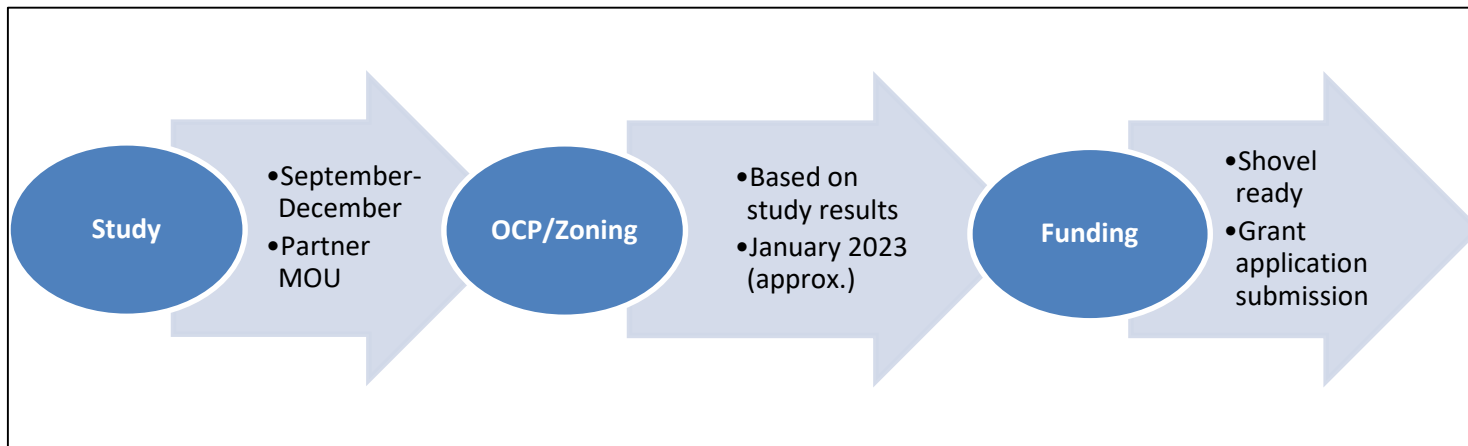 Study
•September-
December
•Partner
MOU
OCP/Zoning
•Based on
study results
•January 2023
(approx.)
Funding
•Shovel
ready
•Grant
application
submission